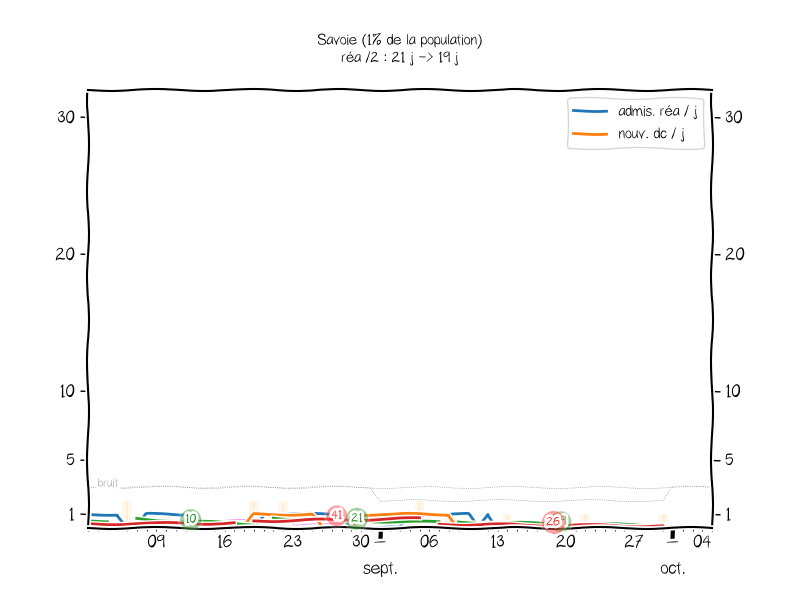 Savoie (1% de la population)
réa /2 : 21 j -> 19 j
admis. réa / j
nouv. dc / j
30 30
20 20
10 10
5 5
bruit
1 1
10 41 21 26
09 16 23 30 06 13 20 27 04
sept. oct.